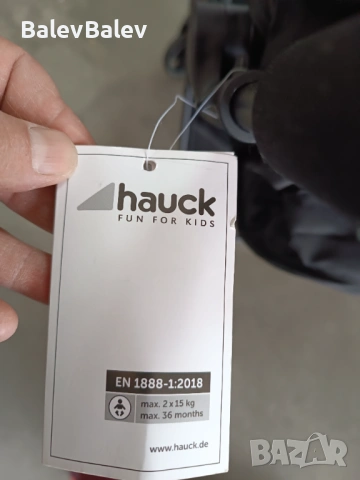 BalevBalev
hauck
FUN FOR KIDS
EN 1888-1:2018
max. 2 x 15 kg
max. 36 months
www.hauck.de
BAZAR